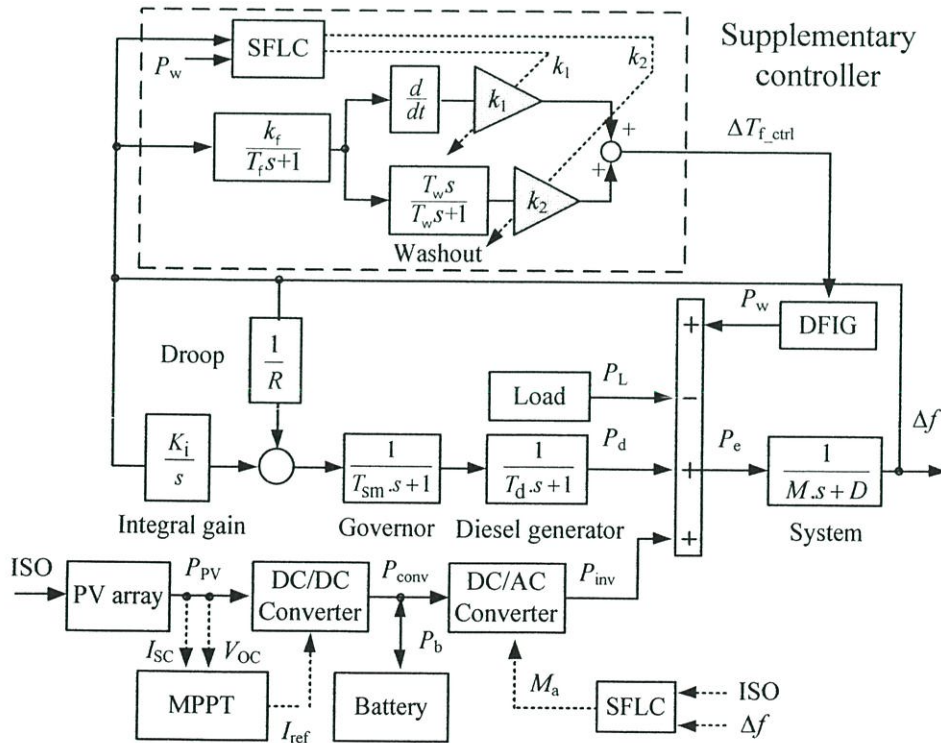 SFLC
P_w
k_1
k_2
Supplementary
controller
d
dt
k_1
k_f
T_f s+1
T_w s
T_w s+1
k_2
Washout
+
+
ΔT_f_ctrl
Droop
1
R
P_w
DFIG
+
Load
P_L
−
K_i
s
Integral gain
1
T_sm.s+1
Governor
1
T_d.s+1
Diesel generator
P_d
+
P_e
1
M.s+D
System
Δf
+
ISO
PV array
P_PV
DC/DC
Converter
P_conv
DC/AC
Converter
P_inv
I_SC
V_OC
P_b
MPPT
I_ref
Battery
M_a
SFLC
ISO
Δf